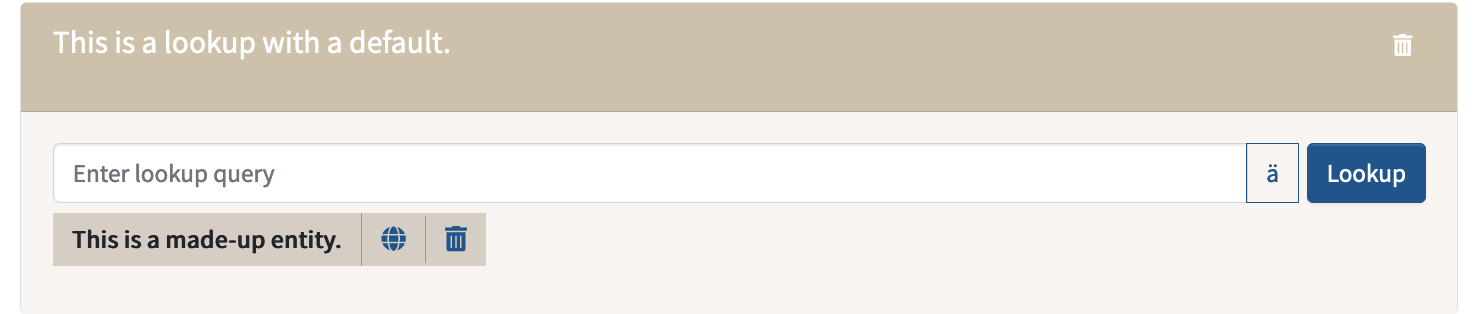 This is a lookup with a default.
Enter lookup query
ä
Lookup
This is a made-up entity.